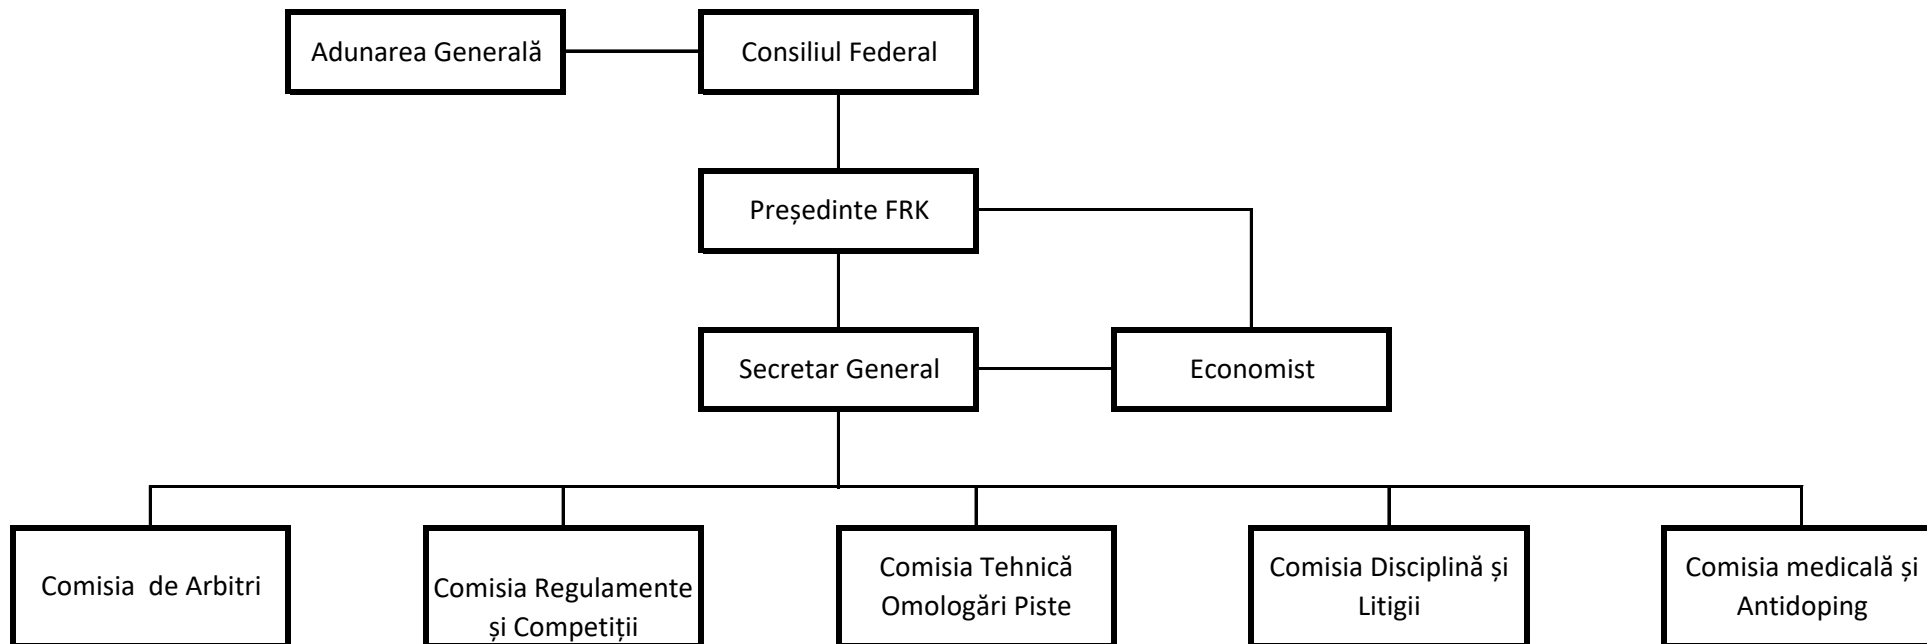 Adunarea Generală
Consiliul Federal
Președinte FRK
Secretar General
Economist
Comisia de Arbitri
Comisia Regulamente
și Competiții
Comisia Tehnică
Omologări Piste
Comisia Disciplină și
Litigii
Comisia medicală și
Antidoping